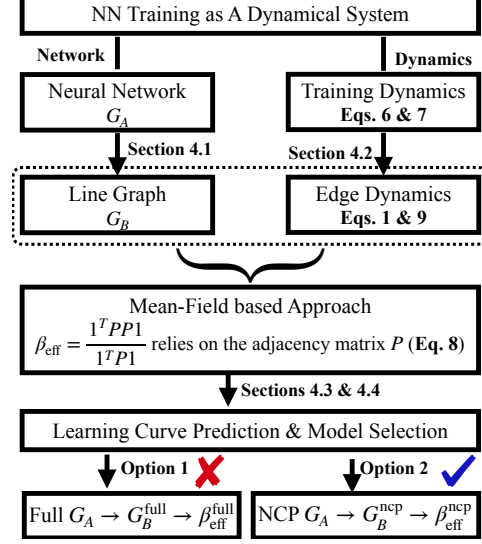 NN Training as A Dynamical System
Network
Dynamics
Neural Network
G_A
Training Dynamics
Eqs. 6 & 7
Section 4.1
Section 4.2
Line Graph
G_B
Edge Dynamics
Eqs. 1 & 9
Mean-Field based Approach
β_eff = 1^T PP1 / 1^T P1 relies on the adjacency matrix P (Eq. 8)
Sections 4.3 & 4.4
Learning Curve Prediction & Model Selection
Option 1 ✘
Option 2 ✓
Full G_A → G_B^full → β_eff^full
NCP G_A → G_B^ncp → β_eff^ncp